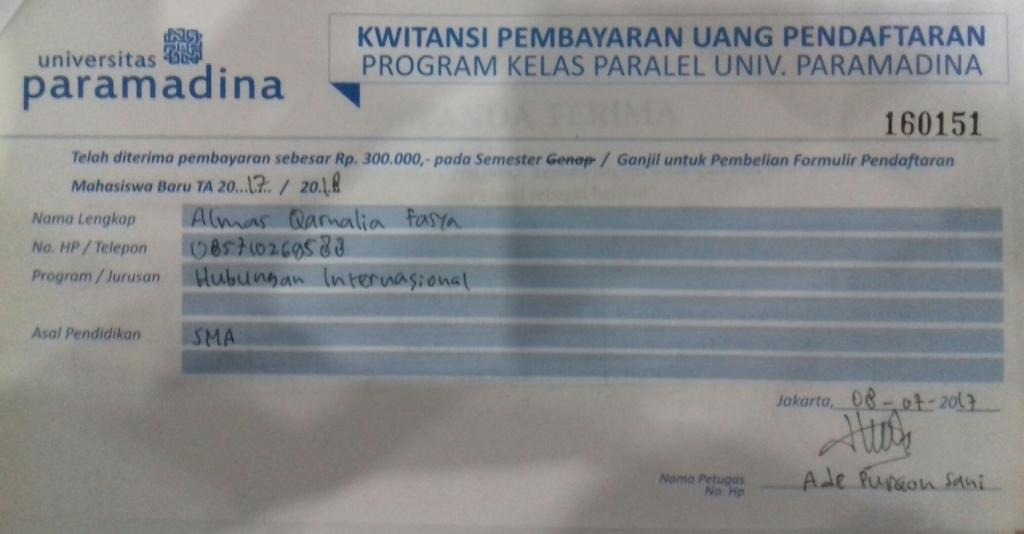 universitas
paramadina
KWITANSI PEMBAYARAN UANG PENDAFTARAN
PROGRAM KELAS PARALEL UNIV. PARAMADINA
160151
Telah diterima pembayaran sebesar Rp. 300.000,- pada Semester Genap / Ganjil untuk Pembelian Formulir Pendaftaran
Mahasiswa Baru TA 20...17.. / 20.18
Nama Lengkap Almas Qarnalia Fasya
No. HP / Telepon 085710269588
Program / Jurusan Hubungan Internasional
Asal Pendidikan SMA
Jakarta, 08-07-2017
Nama Petugas Ade Purqon Sani
No. Hp